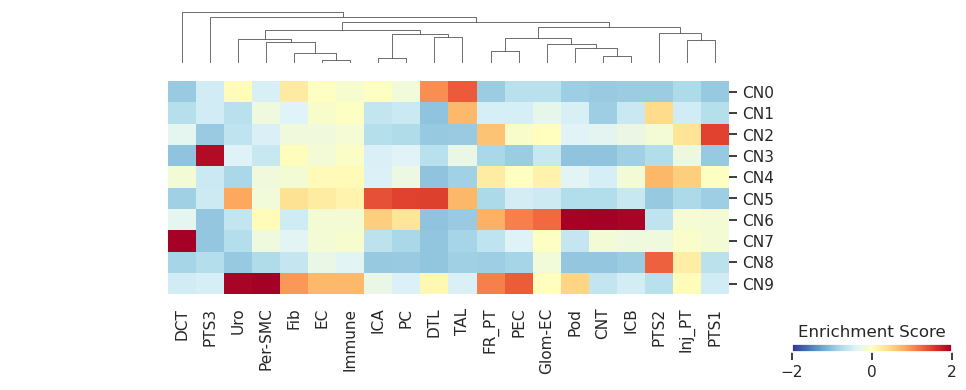 CN0
CN1
CN2
CN3
CN4
CN5
CN6
CN7
CN8
CN9
DCT PTS3 Uro Per-SMC Fib EC Immune ICA PC DTL TAL FR_PT PEC Glom-EC Pod CNT ICB PTS2 Inj_PT PTS1
Enrichment Score
−2 0 2